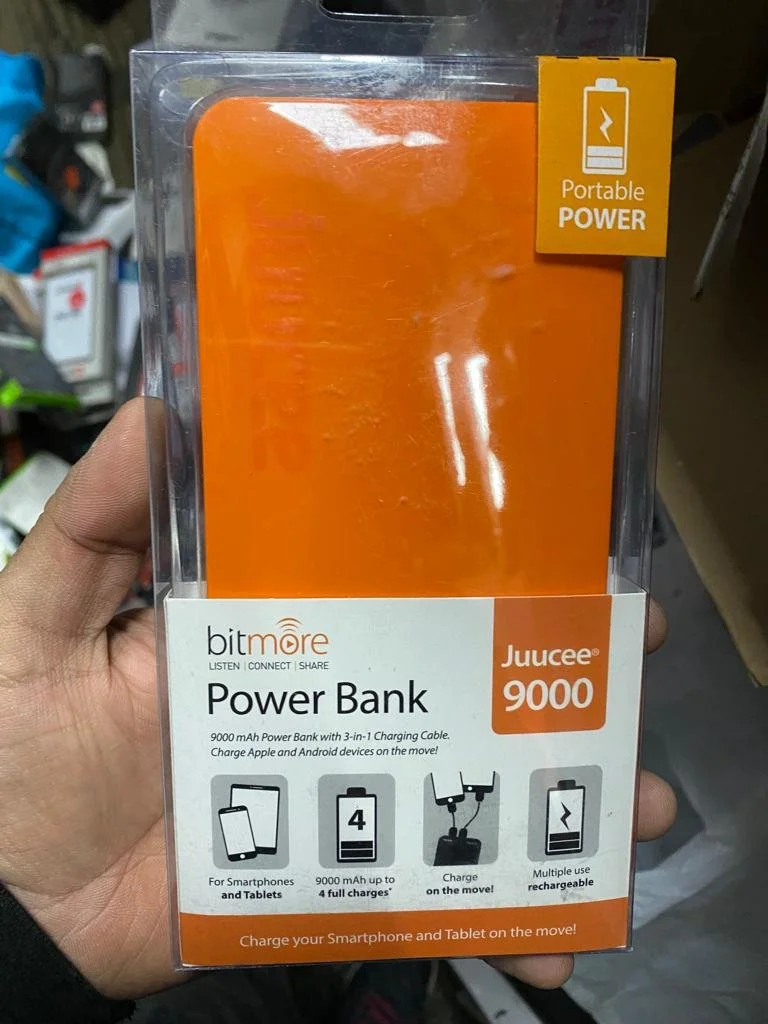 Portable
POWER
Juucee
bitmore
LISTEN | CONNECT | SHARE
Juucee®
9000
Power Bank
9000 mAh Power Bank with 3-in-1 Charging Cable.
Charge Apple and Android devices on the move!
4
For Smartphones
and Tablets
9000 mAh up to
4 full charges*
Charge
on the move!
Multiple use
rechargeable
Charge your Smartphone and Tablet on the move!